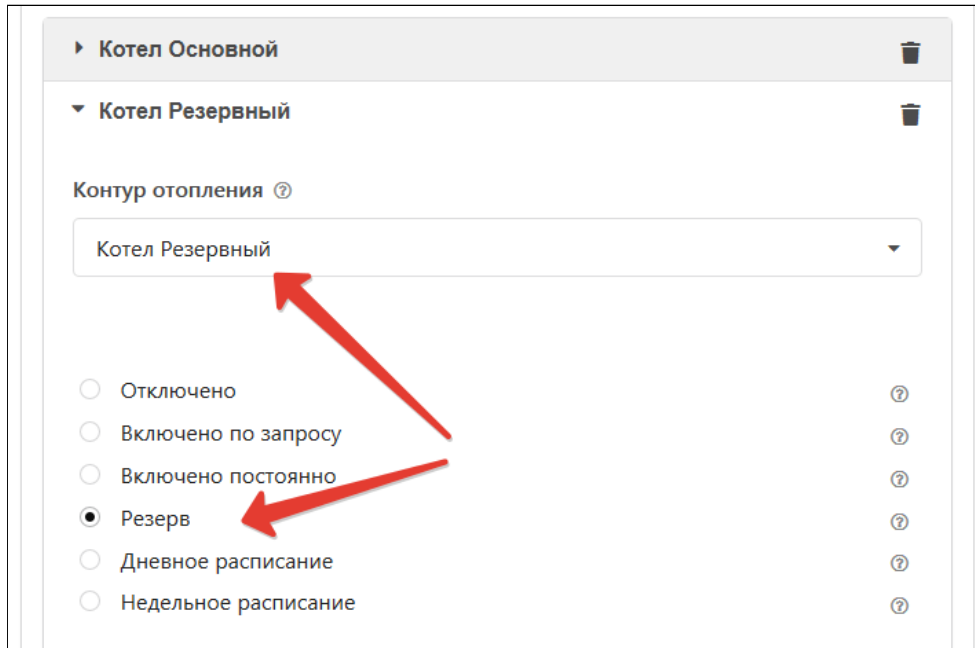 Котел Основной
Котел Резервный
Контур отопления
Котел Резервный
Отключено
Включено по запросу
Включено постоянно
Резерв
Дневное расписание
Недельное расписание